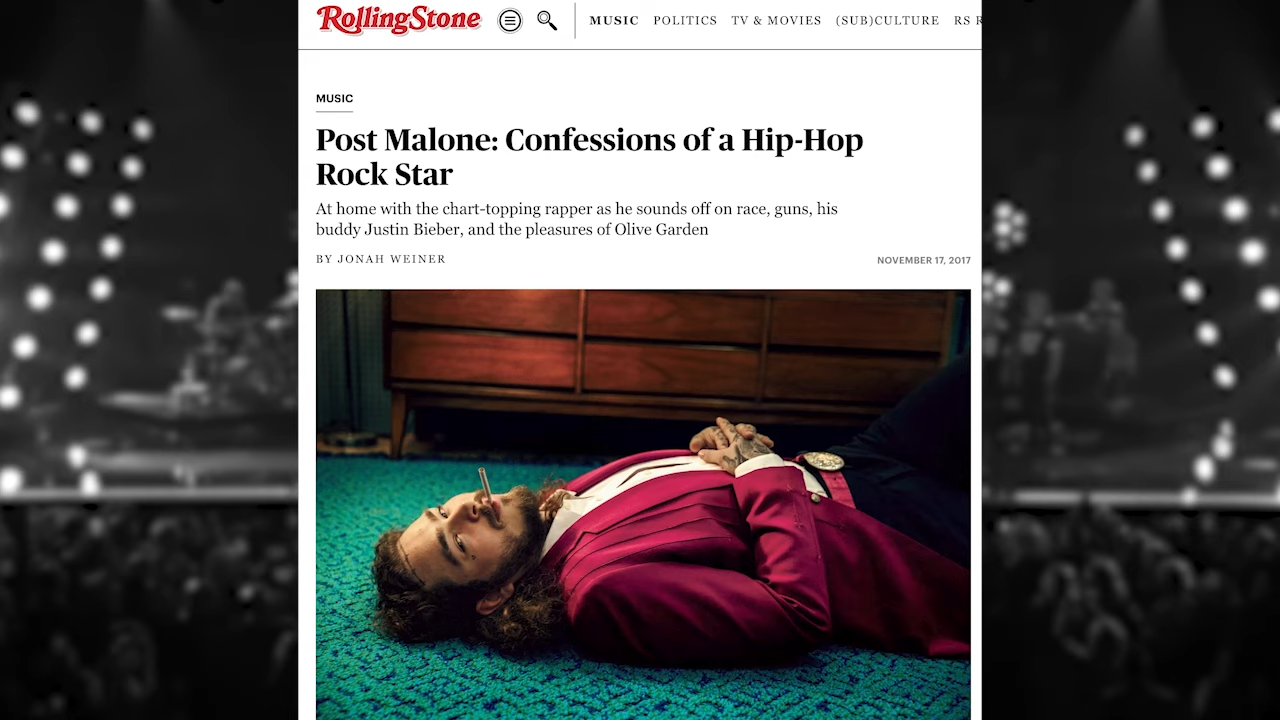 RollingStone
MUSIC POLITICS TV & MOVIES (SUB)CULTURE RS
MUSIC
Post Malone: Confessions of a Hip-Hop
Rock Star
At home with the chart-topping rapper as he sounds off on race, guns, his
buddy Justin Bieber, and the pleasures of Olive Garden
BY JONAH WEINER
NOVEMBER 17, 2017